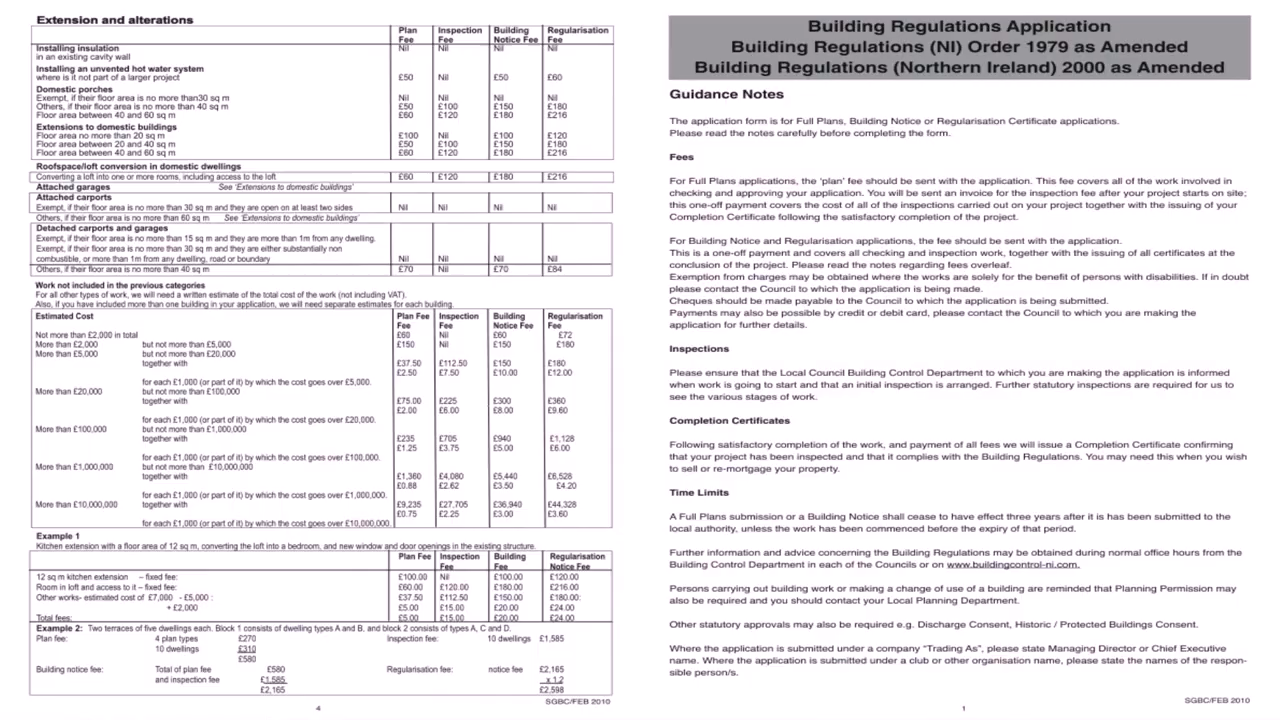 Extension and alterations
Plan Fee Inspection Fee Building Notice Fee Regularisation Fee
Installing insulation Nil Nil Nil Nil
in an existing cavity wall
Installing an unvented hot water system
where is it not part of a larger project £50 Nil £50 £60
Domestic porches
Exempt, if their floor area is no more than30 sq m Nil Nil Nil Nil
Others, if their floor area is no more than 40 sq m £50 £100 £150 £180
Floor area between 40 and 60 sq m £60 £120 £180 £216
Extensions to domestic buildings
Floor area no more than 20 sq m £100 Nil £100 £120
Floor area between 20 and 40 sq m £50 £100 £150 £180
Floor area between 40 and 60 sq m £60 £120 £180 £216
Roofspace/loft conversion in domestic dwellings
Converting a loft into one or more rooms, including access to the loft £60 £120 £180 £216
Attached garages See 'Extensions to domestic buildings'
Attached carports
Exempt, if their floor area is no more than 30 sq m and they are open on at least two sides Nil Nil Nil Nil
Others, if their floor area is no more than 60 sq m See 'Extensions to domestic buildings'
Detached carports and garages
Exempt, if their floor area is no more than 15 sq m and they are more than 1m from any dwelling.
Exempt, if their floor area is no more than 30 sq m and they are either substantially non
combustible, or more than 1m from any dwelling, road or boundary Nil Nil Nil Nil
Others, if their floor area is no more than 40 sq m £70 Nil £70 £84
Work not included in the previous categories
For all other types of work, we will need a written estimate of the total cost of the work (not including VAT).
Also, if you have included more than one building in your application, we will need separate estimates for each building.
Estimated Cost Plan Fee Fee Inspection Fee Building Notice Fee Regularisation Fee
Not more than £2,000 in total £60 Nil £60 £72
More than £2,000 but not more than £5,000 £150 Nil £150 £180
More than £5,000 but not more than £20,000
together with £37.50 £112.50 £150 £180
£2.50 £7.50 £10.00 £12.00
for each £1,000 (or part of it) by which the cost goes over £5,000.
More than £20,000 but not more than £100,000
together with £75.00 £225 £300 £360
£2.00 £6.00 £8.00 £9.60
for each £1,000 (or part of it) by which the cost goes over £20,000.
More than £100,000 but not more than £1,000,000
together with £235 £705 £940 £1,128
£1.25 £3.75 £5.00 £6.00
for each £1,000 (or part of it) by which the cost goes over £100,000.
More than £1,000,000 but not more than £10,000,000
together with £1,360 £4,080 £5,440 £6,528
£0.88 £2.62 £3.50 £4.20
for each £1,000 (or part of it) by which the cost goes over £1,000,000.
More than £10,000,000 together with £9,235 £27,705 £36,940 £44,328
£0.75 £2.25 £3.00 £3.60
for each £1,000 (or part of it) by which the cost goes over £10,000,000.
Example 1
Kitchen extension with a floor area of 12 sq m, converting the loft into a bedroom, and new window and door openings in the existing structure.
Plan Fee Inspection Fee Building Fee Regularisation Notice Fee
12 sq m kitchen extension – fixed fee: £100.00 Nil £100.00 £120.00
Room in loft and access to it – fixed fee: £60.00 £120.00 £180.00 £216.00
Other works- estimated cost of £7,000 - £5,000 : £37.50 £112.50 £150.00 £180.00:
+ £2,000 £5.00 £15.00 £20.00 £24.00
Total fees: £5.00 £15.00 £20.00 £24.00
Example 2: Two terraces of five dwellings each. Block 1 consists of dwelling types A and B, and block 2 consists of types A, C and D.
Plan fee: 4 plan types £270 Inspection fee: 10 dwellings £1,585
10 dwellings £310
£580
Building notice fee: Total of plan fee £580 Regularisation fee: notice fee £2,165
and inspection fee £1,585 x 1.2
£2,165 £2,598
SGBC/FEB 2010
4
Building Regulations Application
Building Regulations (NI) Order 1979 as Amended
Building Regulations (Northern Ireland) 2000 as Amended
Guidance Notes
The application form is for Full Plans, Building Notice or Regularisation Certificate applications.
Please read the notes carefully before completing the form.
Fees
For Full Plans applications, the 'plan' fee should be sent with the application. This fee covers all of the work involved in
checking and approving your application. You will be sent an invoice for the inspection fee after your project starts on site;
this one-off payment covers the cost of all of the inspections carried out on your project together with the issuing of your
Completion Certificate following the satisfactory completion of the project.
For Building Notice and Regularisation applications, the fee should be sent with the application.
This is a one-off payment and covers all checking and inspection work, together with the issuing of all certificates at the
conclusion of the project. Please read the notes regarding fees overleaf.
Exemption from charges may be obtained where the works are solely for the benefit of persons with disabilities. If in doubt
please contact the Council to which the application is being made.
Cheques should be made payable to the Council to which the application is being submitted.
Payments may also be possible by credit or debit card, please contact the Council to which you are making the
application for further details.
Inspections
Please ensure that the Local Council Building Control Department to which you are making the application is informed
when work is going to start and that an initial inspection is arranged. Further statutory inspections are required for us to
see the various stages of work.
Completion Certificates
Following satisfactory completion of the work, and payment of all fees we will issue a Completion Certificate confirming
that your project has been inspected and that it complies with the Building Regulations. You may need this when you wish
to sell or re-mortgage your property.
Time Limits
A Full Plans submission or a Building Notice shall cease to have effect three years after it is has been submitted to the
local authority, unless the work has been commenced before the expiry of that period.
Further information and advice concerning the Building Regulations may be obtained during normal office hours from the
Building Control Department in each of the Councils or on www.buildingcontrol-ni.com.
Persons carrying out building work or making a change of use of a building are reminded that Planning Permission may
also be required and you should contact your Local Planning Department.
Other statutory approvals may also be required e.g. Discharge Consent, Historic / Protected Buildings Consent.
Where the application is submitted under a company "Trading As", please state Managing Director or Chief Executive
name. Where the application is submitted under a club or other organisation name, please state the names of the respon-
sible person/s.
SGBC/FEB 2010
1